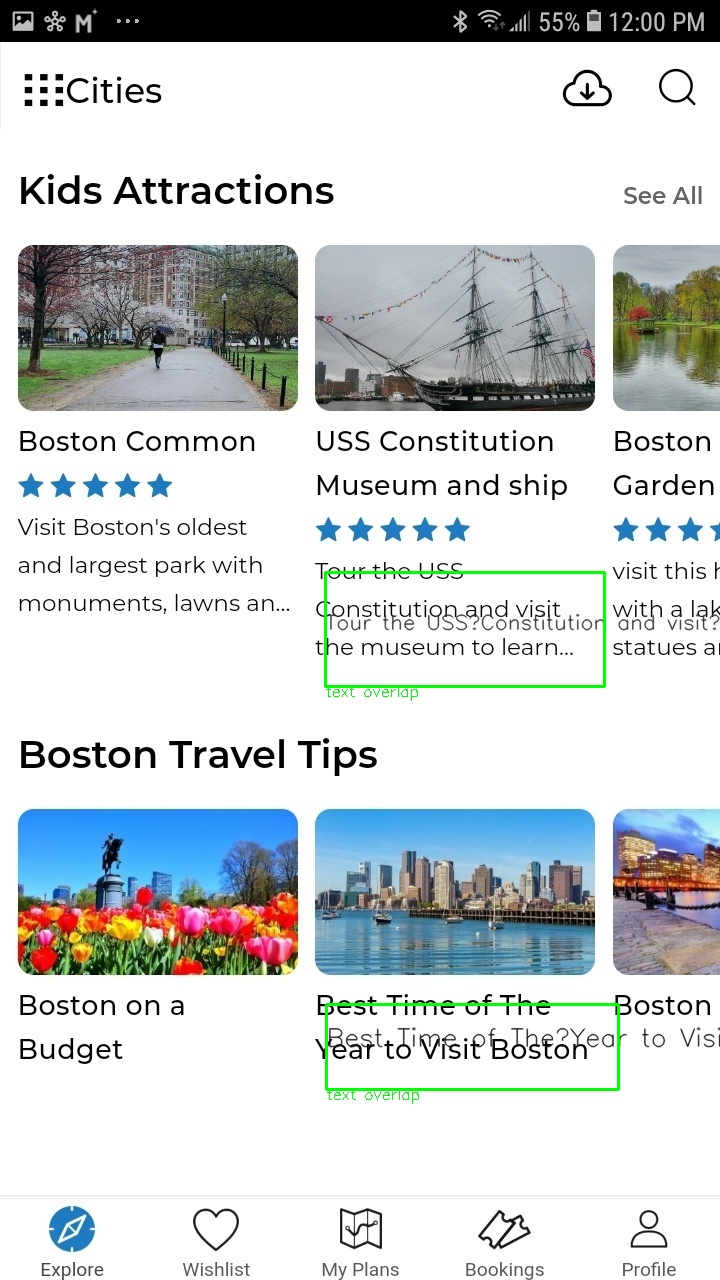 55% 12:00 PM
Cities
Kids Attractions
See All
Boston Common
Visit Boston's oldest
and largest park with
monuments, lawns an...
USS Constitution
Museum and ship
Tour the USS
Constitution and visit
the museum to learn...
Tour the USS?Constitution and visit?
text overlap
Boston
Garden
visit this
with a lak
statues a
Boston Travel Tips
Boston on a
Budget
Best Time of The
Year to Visit Boston
Best Time of The?Year to Visi
text overlap
Boston
Explore
Wishlist
My Plans
Bookings
Profile